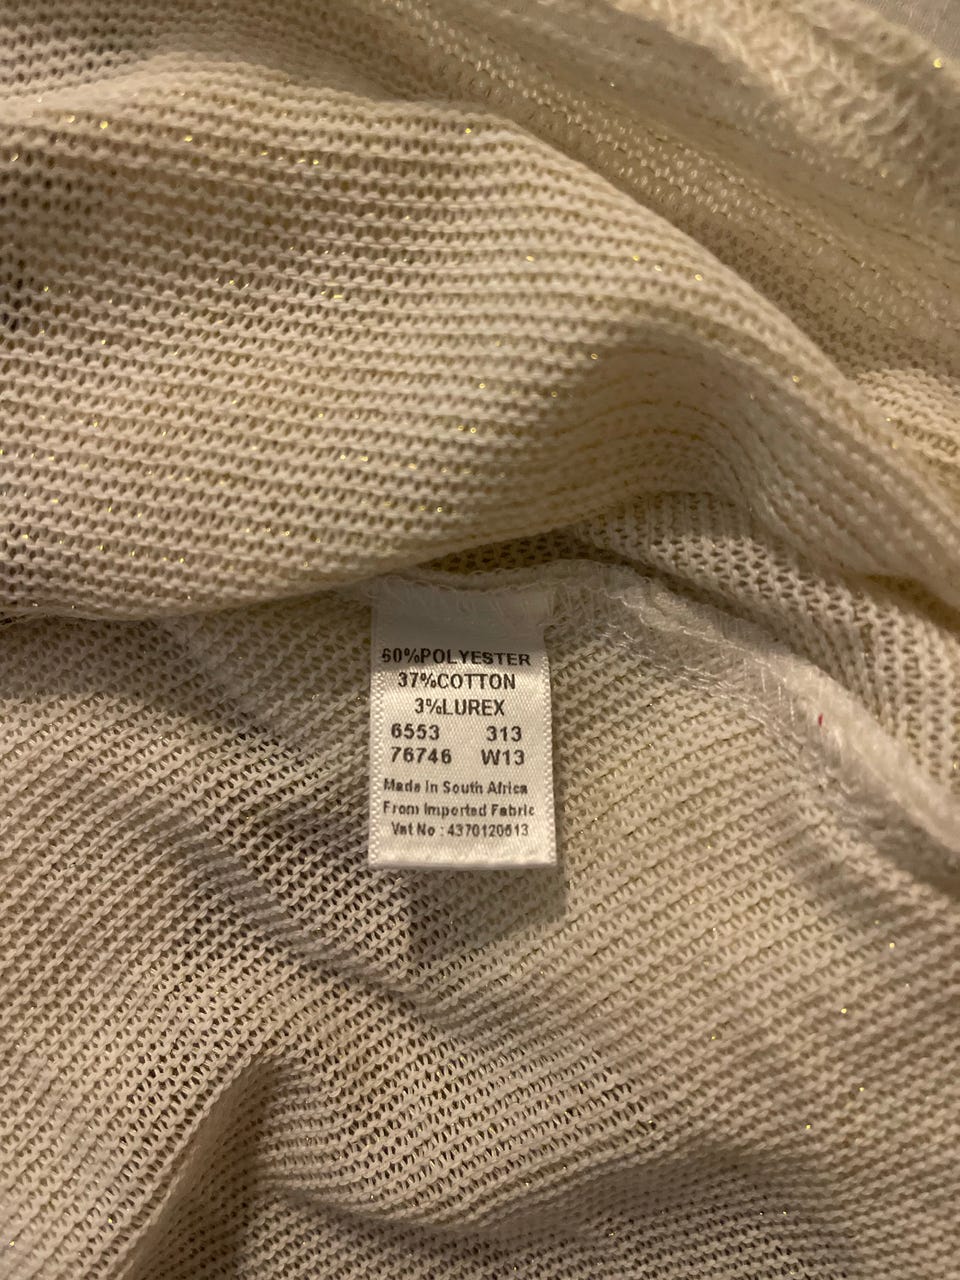 60%POLYESTER
37%COTTON
3%LUREX
6553 313
76746 W13
Made In South Africa
From Imported Fabric
Vat No : 4370120613